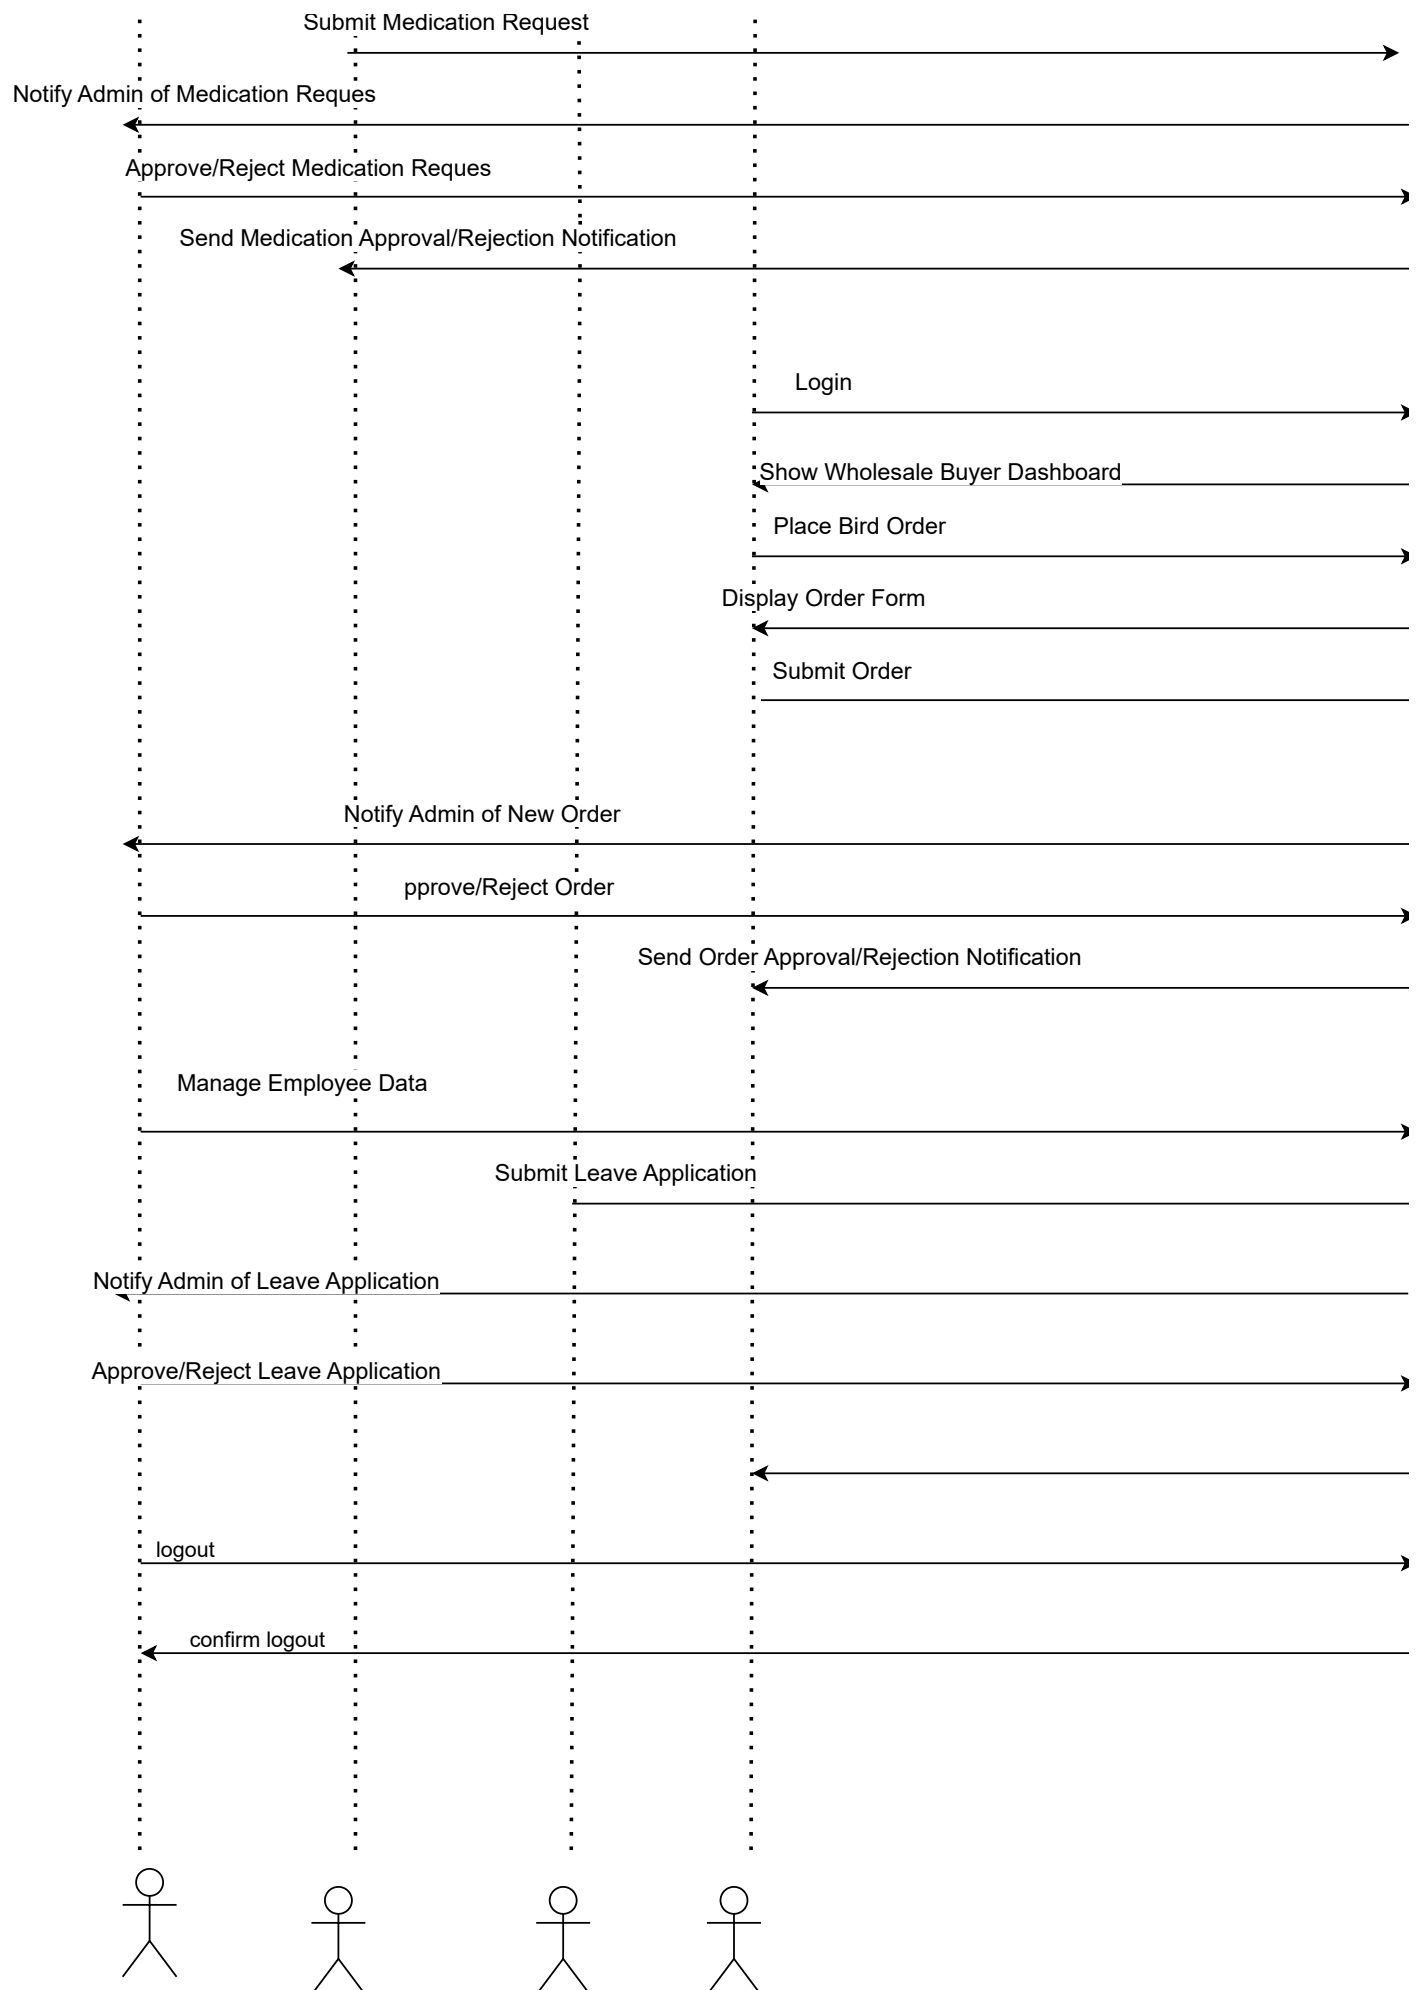 Submit Medication Request
Notify Admin of Medication Reques
Approve/Reject Medication Reques
Send Medication Approval/Rejection Notification
Login
Show Wholesale Buyer Dashboard
Place Bird Order
Display Order Form
Submit Order
Notify Admin of New Order
pprove/Reject Order
Send Order Approval/Rejection Notification
Manage Employee Data
Submit Leave Application
Notify Admin of Leave Application
Approve/Reject Leave Application
logout
confirm logout